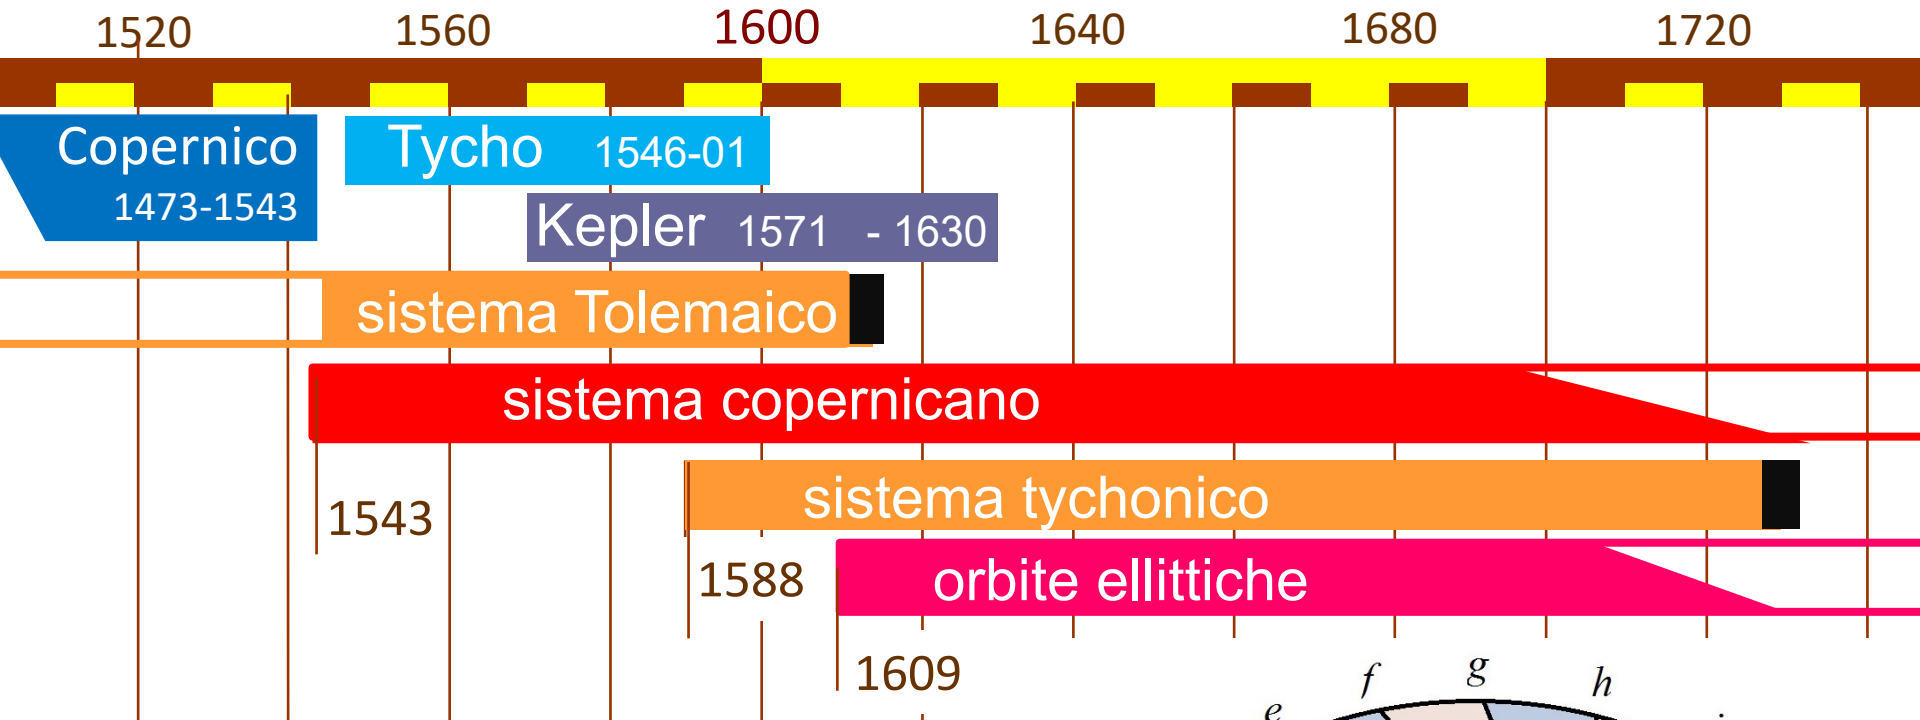 1520 1560 1600 1640 1680 1720
Copernico
1473-1543
Tycho 1546-01
Kepler 1571 - 1630
sistema Tolemaico
sistema copernicano
1543
sistema tychonico
1588
orbite ellittiche
1609
e f g h